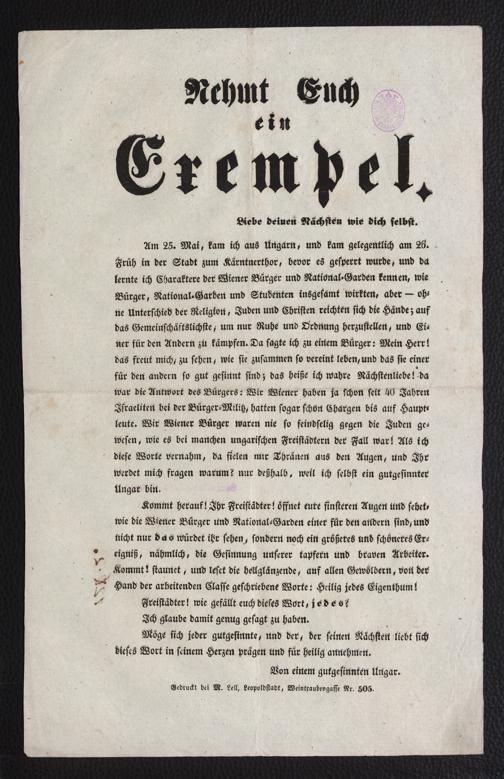 Nehmt Euch
ein
Exempel.
Liebe deinen Nächsten wie dich selbst.
Am 25. Mai, kam ich aus Ungarn, und kam gelegentlich am 26.
Früh in der Stadt zum Kärntnerthor, bevor es gesperrt wurde, und da
lernte ich Charaktere der Wiener Bürger und National-Garden kennen, wie
Bürger, National-Garden und Studenten insgesamt wirkten, aber — oh-
ne Unterschied der Religion, Juden und Christen reichten sich die Hände; auf
das Gemeinschäftslichste, um nur Ruhe und Ordnung herzustellen, und Ei-
ner für den Andern zu kämpfen. Da sagte ich zu einem Bürger: Mein Herr!
das freut mich, zu sehen, wie sie zusammen so vereint leben, und das sie einer
für den andern so gut gesinnt sind; das heiße ich wahre Nächstenliebe! da
war die Antwort des Bürgers: Wir Wiener haben ja schon seit 40 Jahren
Israeliten bei der Bürger-Militz, hatten sogar schon Chargen bis auf Haupt-
leute. Wir Wiener Bürger waren nie so feindselig gegen die Juden ge-
wesen, wie es bei manchen ungarischen Freistädtern der Fall war! Als ich
diese Worte vernahm, da fielen mir Thränen aus den Augen, und Ihr
werdet mich fragen warum? nur deßhalb, weil ich selbst ein gutgesinnter
Ungar bin.
Kommt herauf! Ihr Freistädter! öffnet eure finsteren Augen und sehet,
wie die Wiener Bürger und National-Garden einer für den andern sind, und
nicht nur das würdet ihr sehen, sondern noch ein größeres und schöneres Er-
eigniß, nähmlich, die Gesinnung unserer tapfern und braven Arbeiter.
Kommt! staunet, und leset die hellglänzende, auf allen Gewölbern, von der
Hand der arbeitenden Classe geschriebene Worte: Heilig jedes Eigenthum!
Freistädter! wie gefällt euch dieses Wort, jedes?
Ich glaube damit genug gesagt zu haben.
Möge sich jeder gutgesinnte, und der, der seinen Nächsten liebt sich
dieses Wort in seinem Herzen prägen und für heilig annehmen.
Von einem gutgesinnten Ungar.
Gedruckt bei M. Lell, Leopoldstadt, Weintraubengasse Nr. 505.